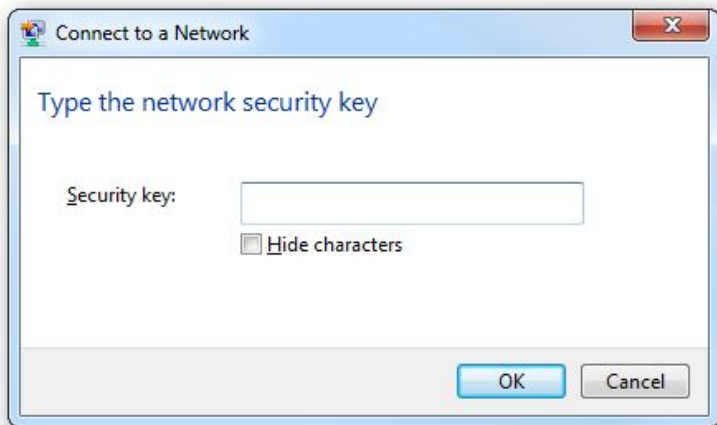 Connect to a Network
Type the network security key
Security key:
Hide characters
OK Cancel